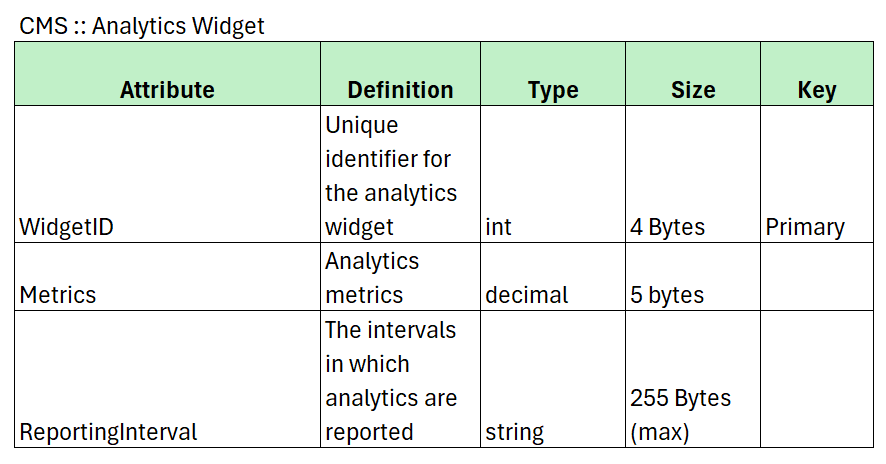 CMS :: Analytics Widget
Attribute Definition Type Size Key
Unique
identifier for
the analytics
WidgetID widget int 4 Bytes Primary
Analytics
Metrics metrics decimal 5 bytes
The intervals
in which
analytics are 255 Bytes
ReportingInterval reported string (max)